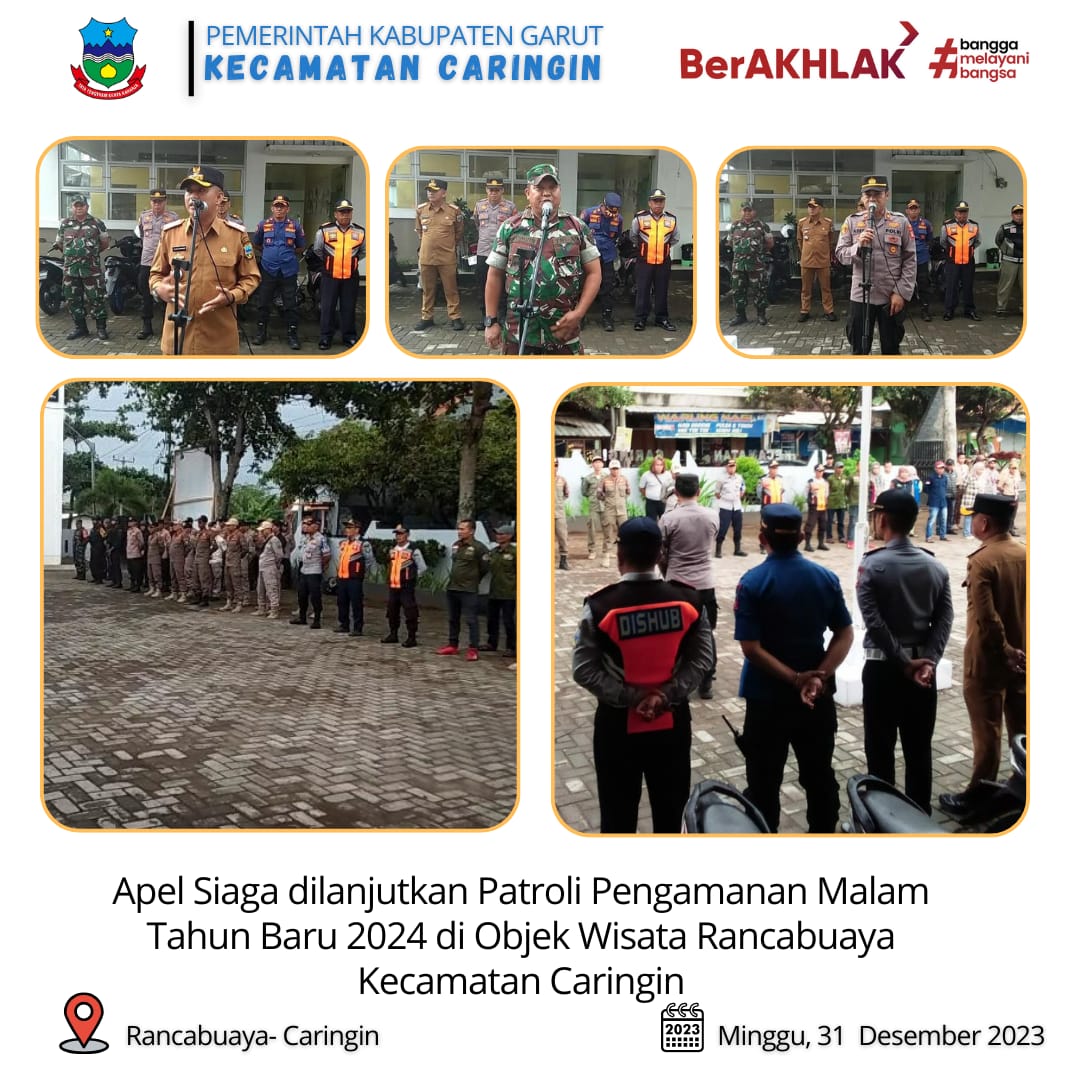 PEMERINTAH KABUPATEN GARUT
KECAMATAN CARINGIN
BerAKHLAK
#bangga
melayani
bangsa
DISHUB
Apel Siaga dilanjutkan Patroli Pengamanan Malam
Tahun Baru 2024 di Objek Wisata Rancabuaya
Kecamatan Caringin
Rancabuaya- Caringin
2023
Minggu, 31 Desember 2023